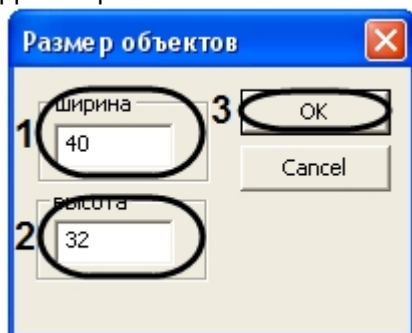 Размер объектов
ширина
1 40
3 OK
Cancel
высота
2 32